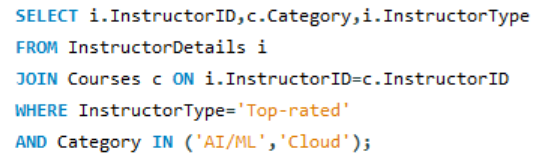 SELECT i.InstructorID,c.Category,i.InstructorType
FROM InstructorDetails i
JOIN Courses c ON i.InstructorID=c.InstructorID
WHERE InstructorType='Top-rated'
AND Category IN ('AI/ML','Cloud');